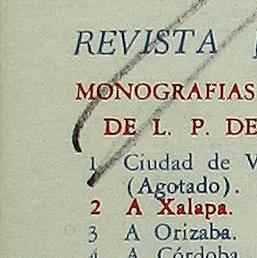 REVISTA
MONOGRAFIAS
DE L. P. DE
1 Ciudad de V
(Agotado).
2 A Xalapa.
3 A Orizaba.
4 A Córdoba